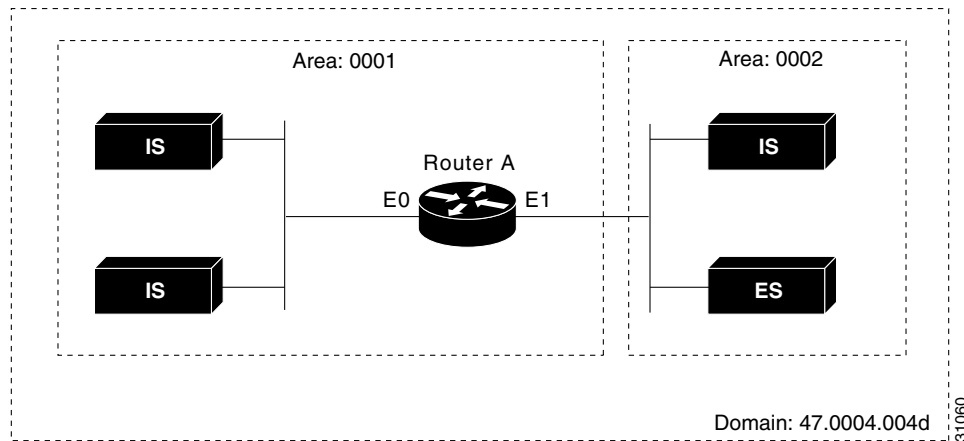 Area: 0001
Area: 0002
IS
IS
Router A
E0
E1
IS
ES
Domain: 47.0004.004d
31060